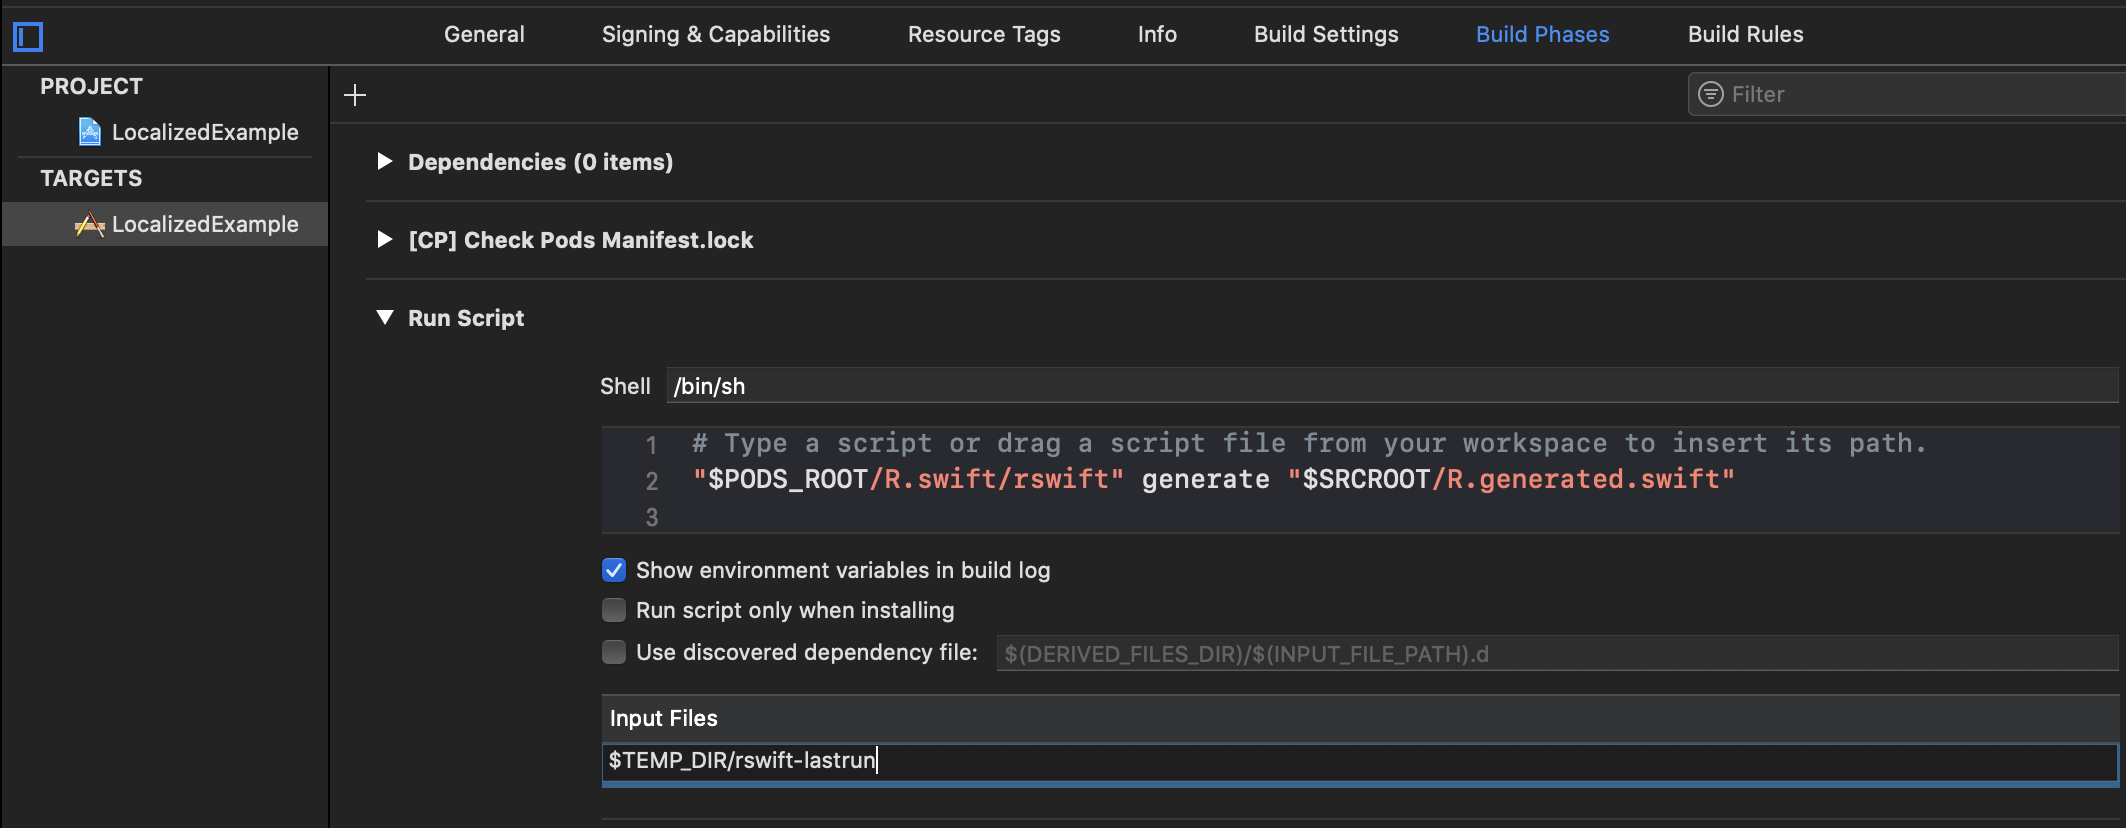 General Signing & Capabilities Resource Tags Info Build Settings Build Phases Build Rules
PROJECT
LocalizedExample
TARGETS
LocalizedExample
Filter
Dependencies (0 items)
[CP] Check Pods Manifest.lock
Run Script
Shell /bin/sh
1 # Type a script or drag a script file from your workspace to insert its path.
2 "$PODS_ROOT/R.swift/rswift" generate "$SRCROOT/R.generated.swift"
3
Show environment variables in build log
Run script only when installing
Use discovered dependency file: $(DERIVED_FILES_DIR)/$(INPUT_FILE_PATH).d
Input Files
$TEMP_DIR/rswift-lastrun